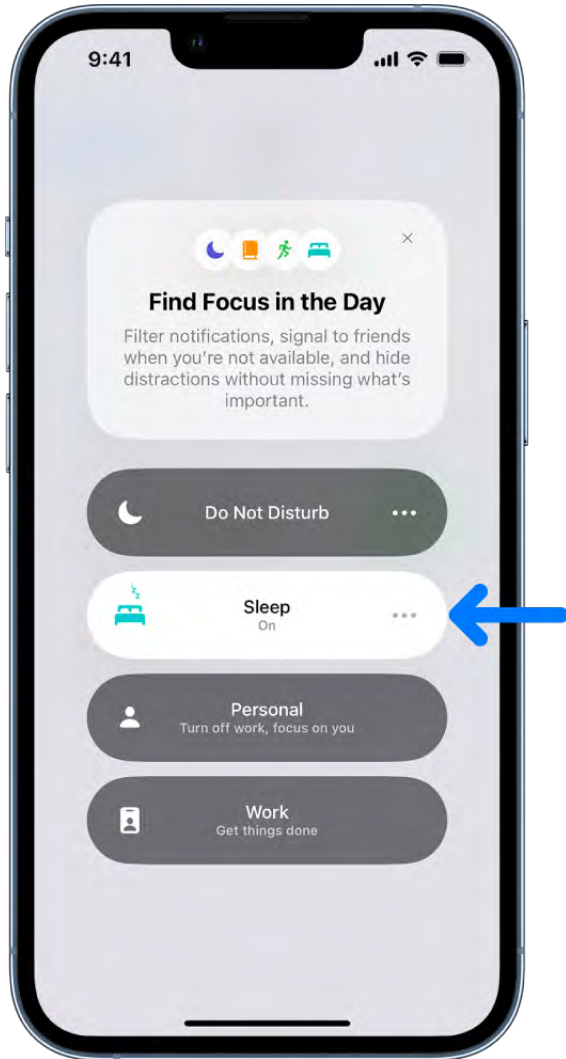 9:41
Find Focus in the Day
Filter notifications, signal to friends
when you're not available, and hide
distractions without missing what's
important.
Do Not Disturb
z z z
Sleep
On
Personal
Turn off work, focus on you
Work
Get things done